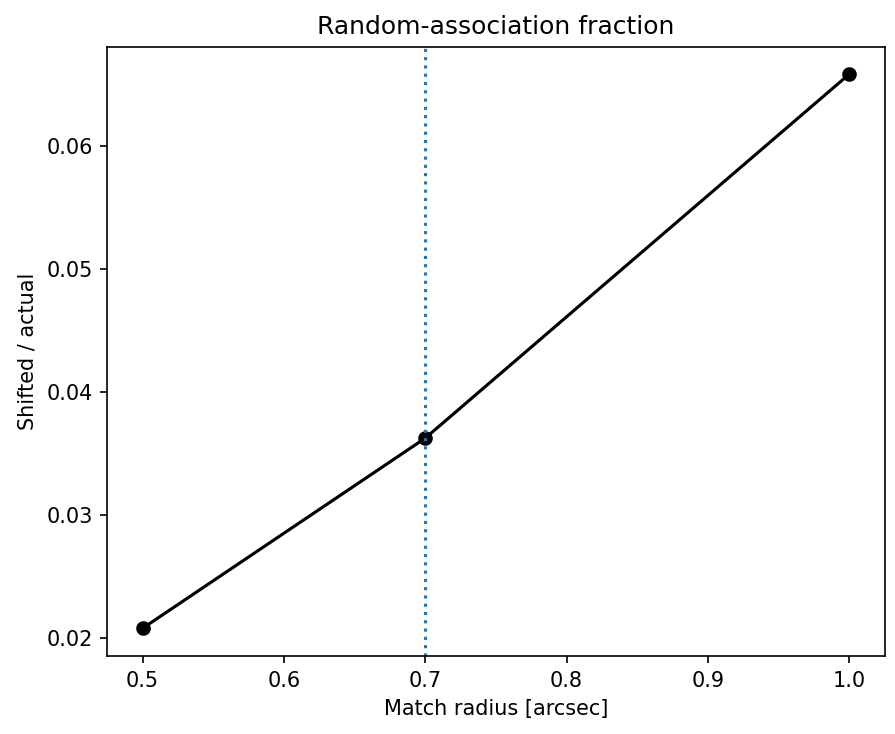 Random-association fraction
Shifted / actual
0.06
0.05
0.04
0.03
0.02
0.5 0.6 0.7 0.8 0.9 1.0
Match radius [arcsec]